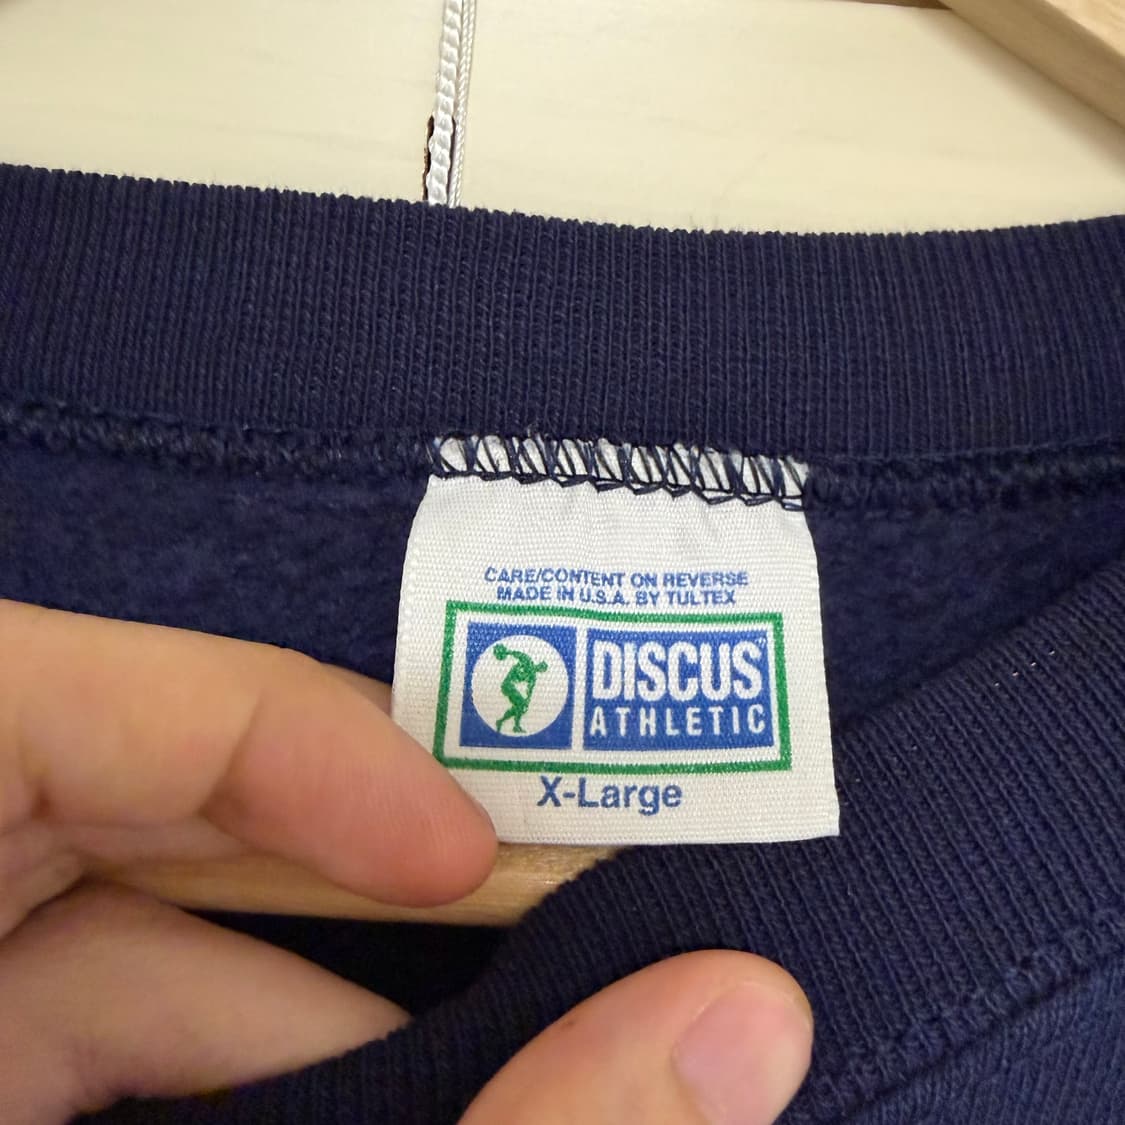 CARE/CONTENT ON REVERSE
MADE IN U.S.A. BY TULTEX
DISCUS
ATHLETIC
X-Large